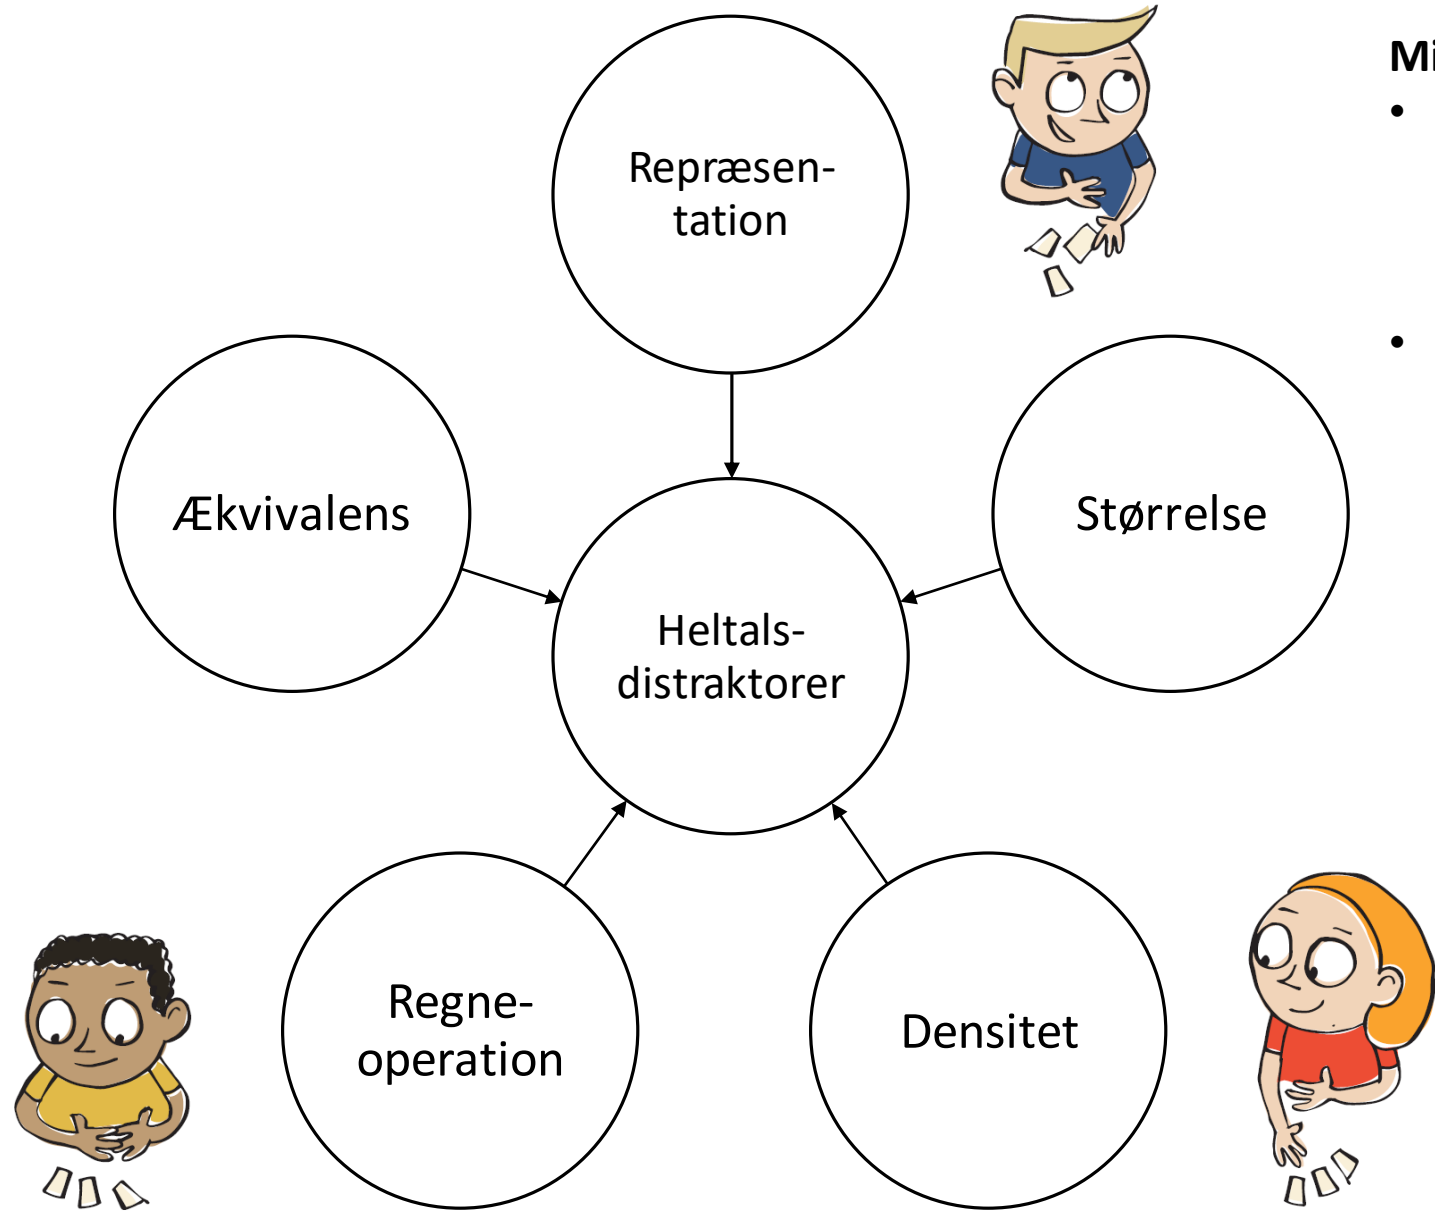 Repræsen-
tation
Mi
•
•
Ækvivalens
Størrelse
Heltals-
distraktorer
Regne-
operation
Densitet